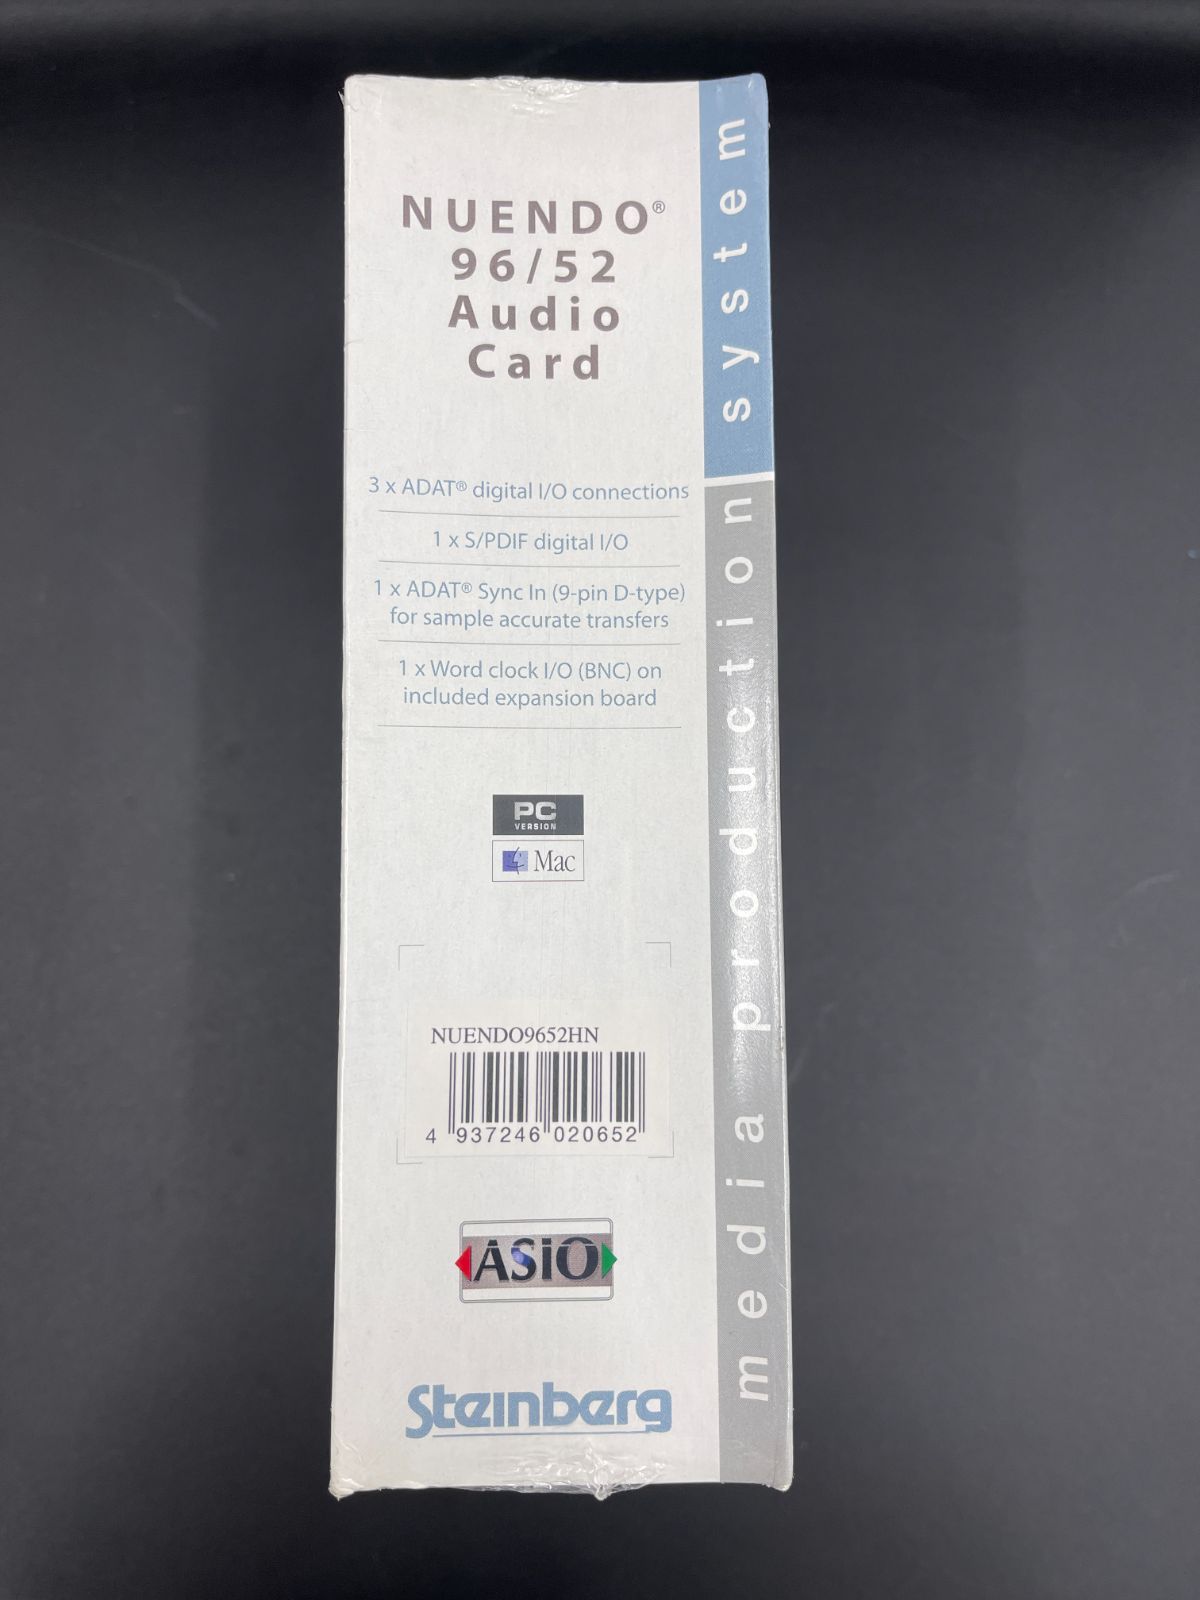 NUENDO®
96/52
Audio
Card
3 x ADAT® digital I/O connections
1 x S/PDIF digital I/O
1 x ADAT® Sync In (9-pin D-type)
for sample accurate transfers
1 x Word clock I/O (BNC) on
included expansion board
PC
VERSION
Mac
NUENDO9652HN
4 937246 020652
ASIO
Steinberg
media production system